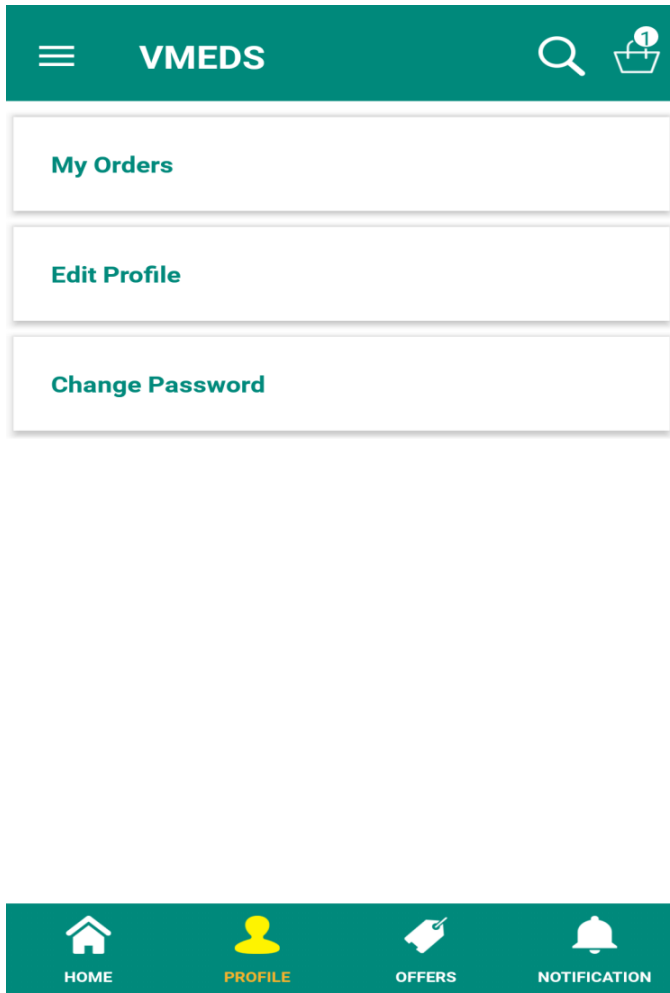 VMEDS
1
My Orders
Edit Profile
Change Password
HOME PROFILE OFFERS NOTIFICATION